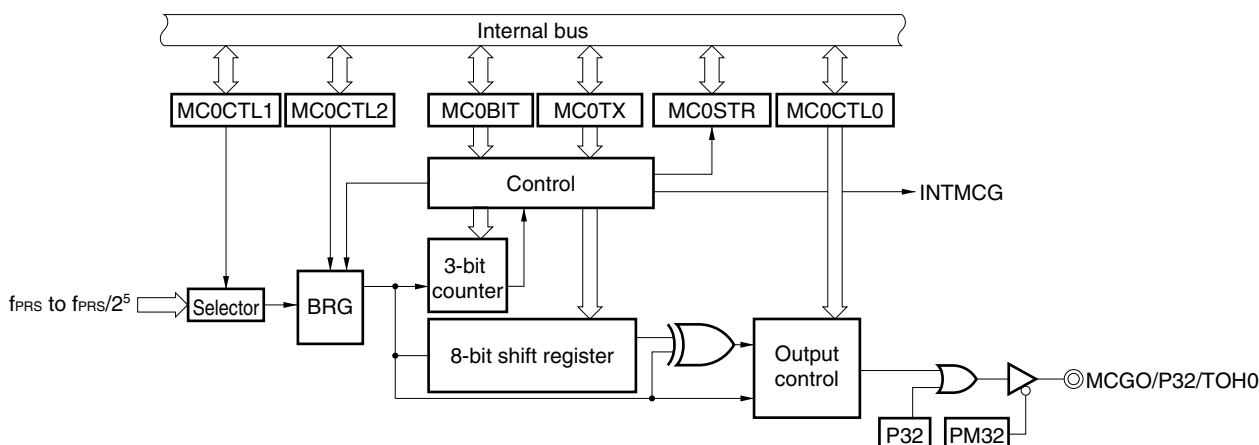 Internal bus
MC0CTL1 MC0CTL2 MC0BIT MC0TX MC0STR MC0CTL0
Control
INTMCG
3-bit
counter
fPRS to fPRS/2⁵
Selector
BRG
8-bit shift register
Output
control
MCGO/P32/TOH0
P32
PM32